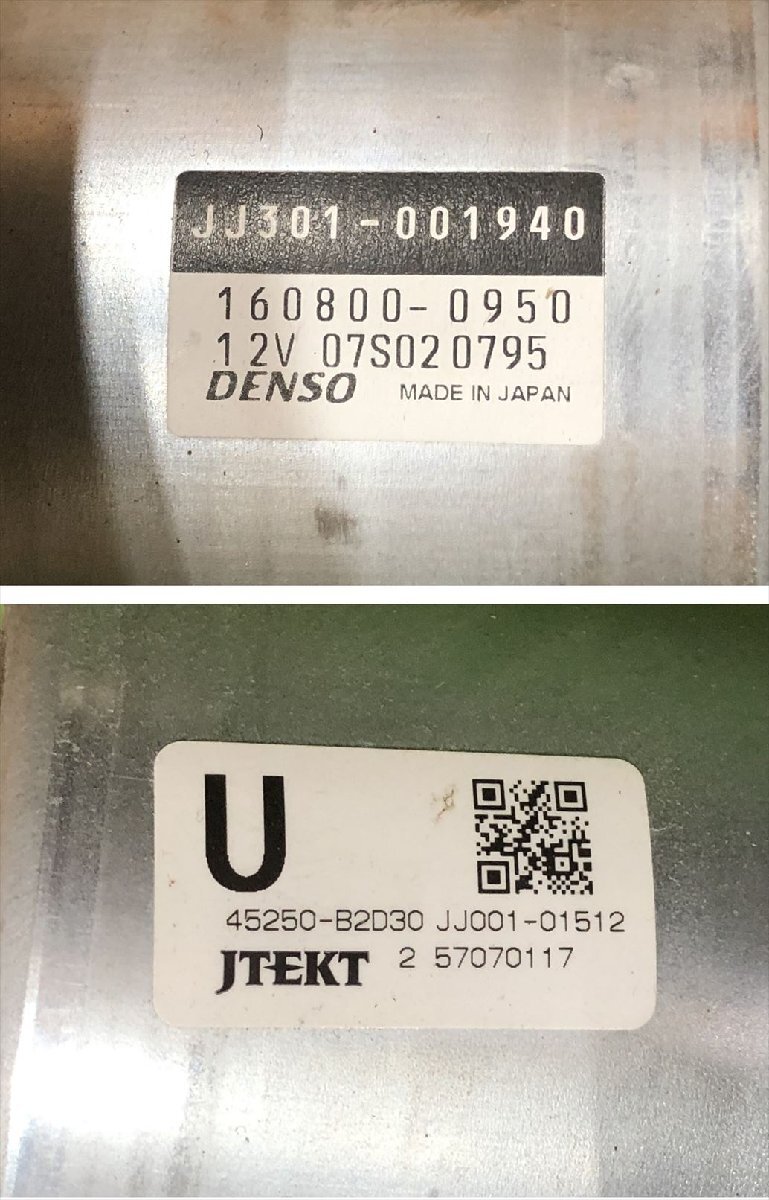 JJ301-001940
160800-0950
12V 07S020795
DENSO MADE IN JAPAN
U
45250-B2D30 JJ001-01512
JTEKT 2 57070117